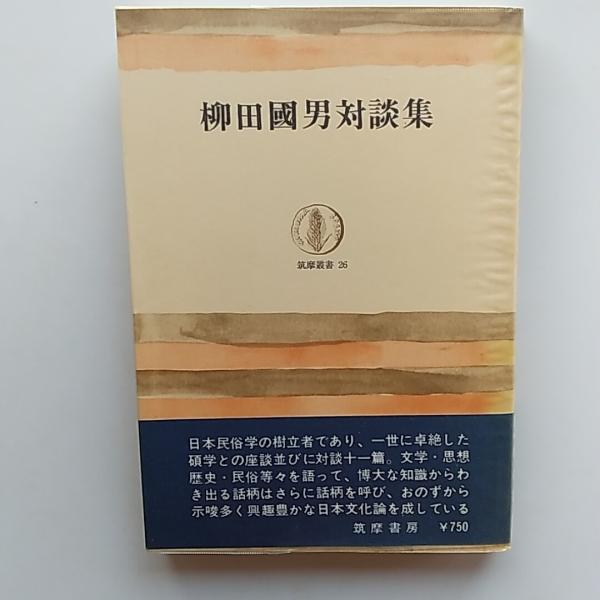 柳田國男対談集
筑摩叢書 26
日本民俗学の樹立者であり、一世に卓絶した
碩学との座談並びに対談十一篇。文学・思想
歴史・民俗等々を語って、博大な知識からわ
き出る話柄はさらに話柄を呼び、おのずから
示唆多く興趣豊かな日本文化論を成している
筑摩書房 ¥750